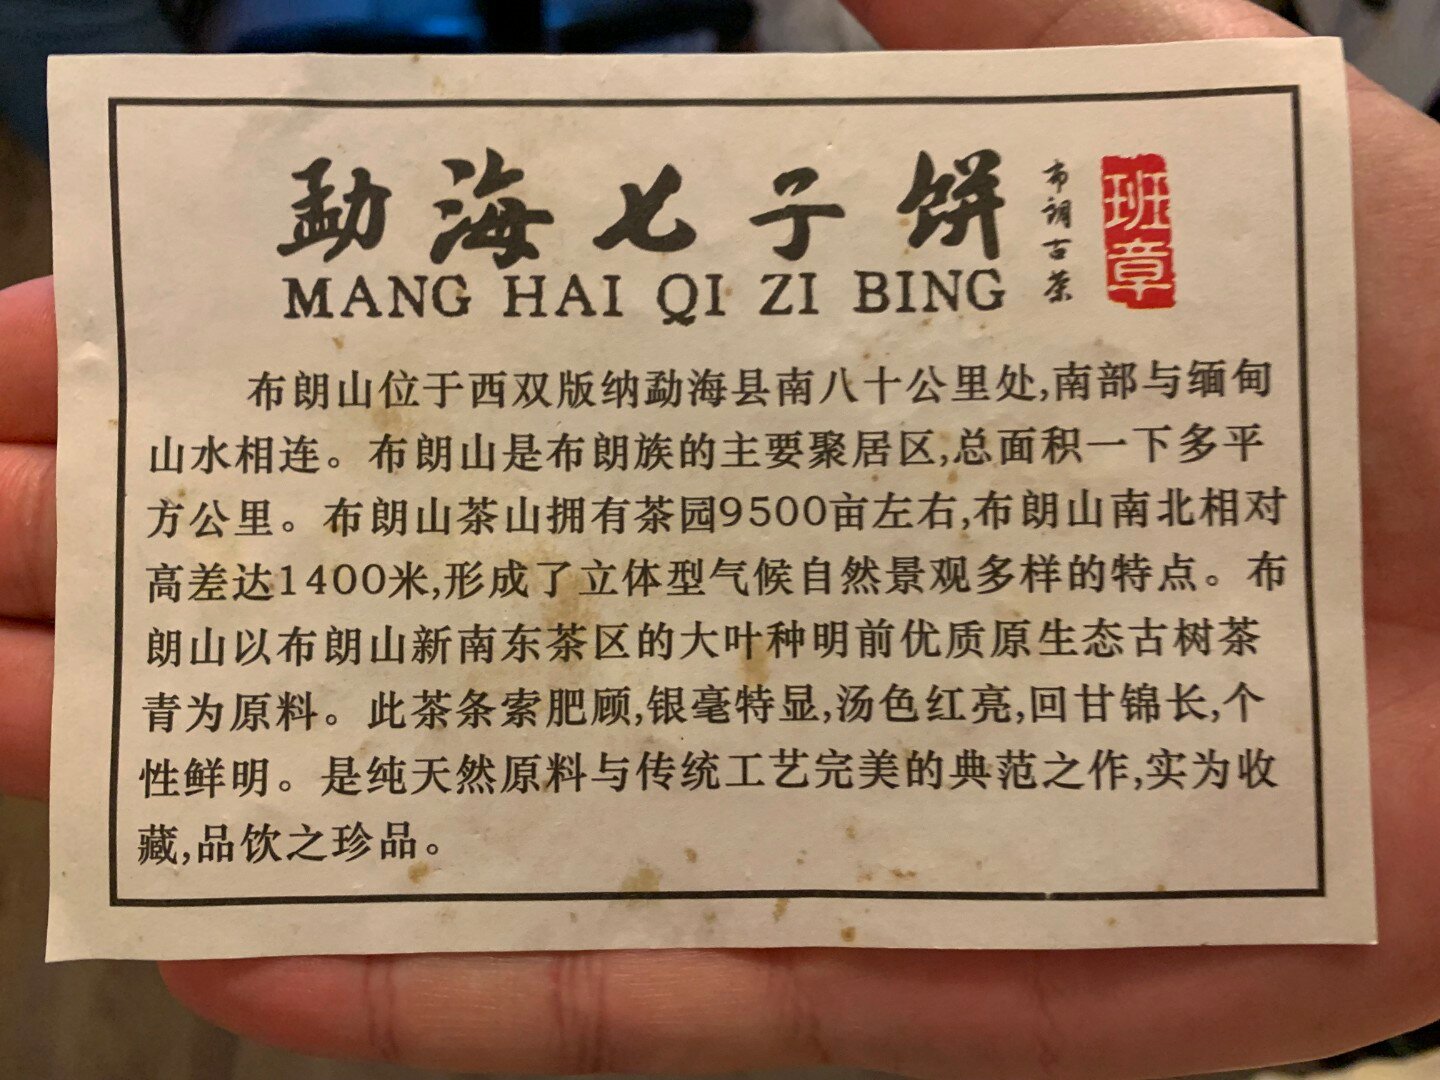 勐海七子饼
MANG HAI QI ZI BING
布朗古茶
班章
布朗山位于西双版纳勐海县南八十公里处,南部与缅甸
山水相连。布朗山是布朗族的主要聚居区,总面积一下多平
方公里。布朗山茶山拥有茶园9500亩左右,布朗山南北相对
高差达1400米,形成了立体型气候自然景观多样的特点。布
朗山以布朗山新南东茶区的大叶种明前优质原生态古树茶
青为原料。此茶条索肥顾,银毫特显,汤色红亮,回甘锦长,个
性鲜明。是纯天然原料与传统工艺完美的典范之作,实为收
藏,品饮之珍品。